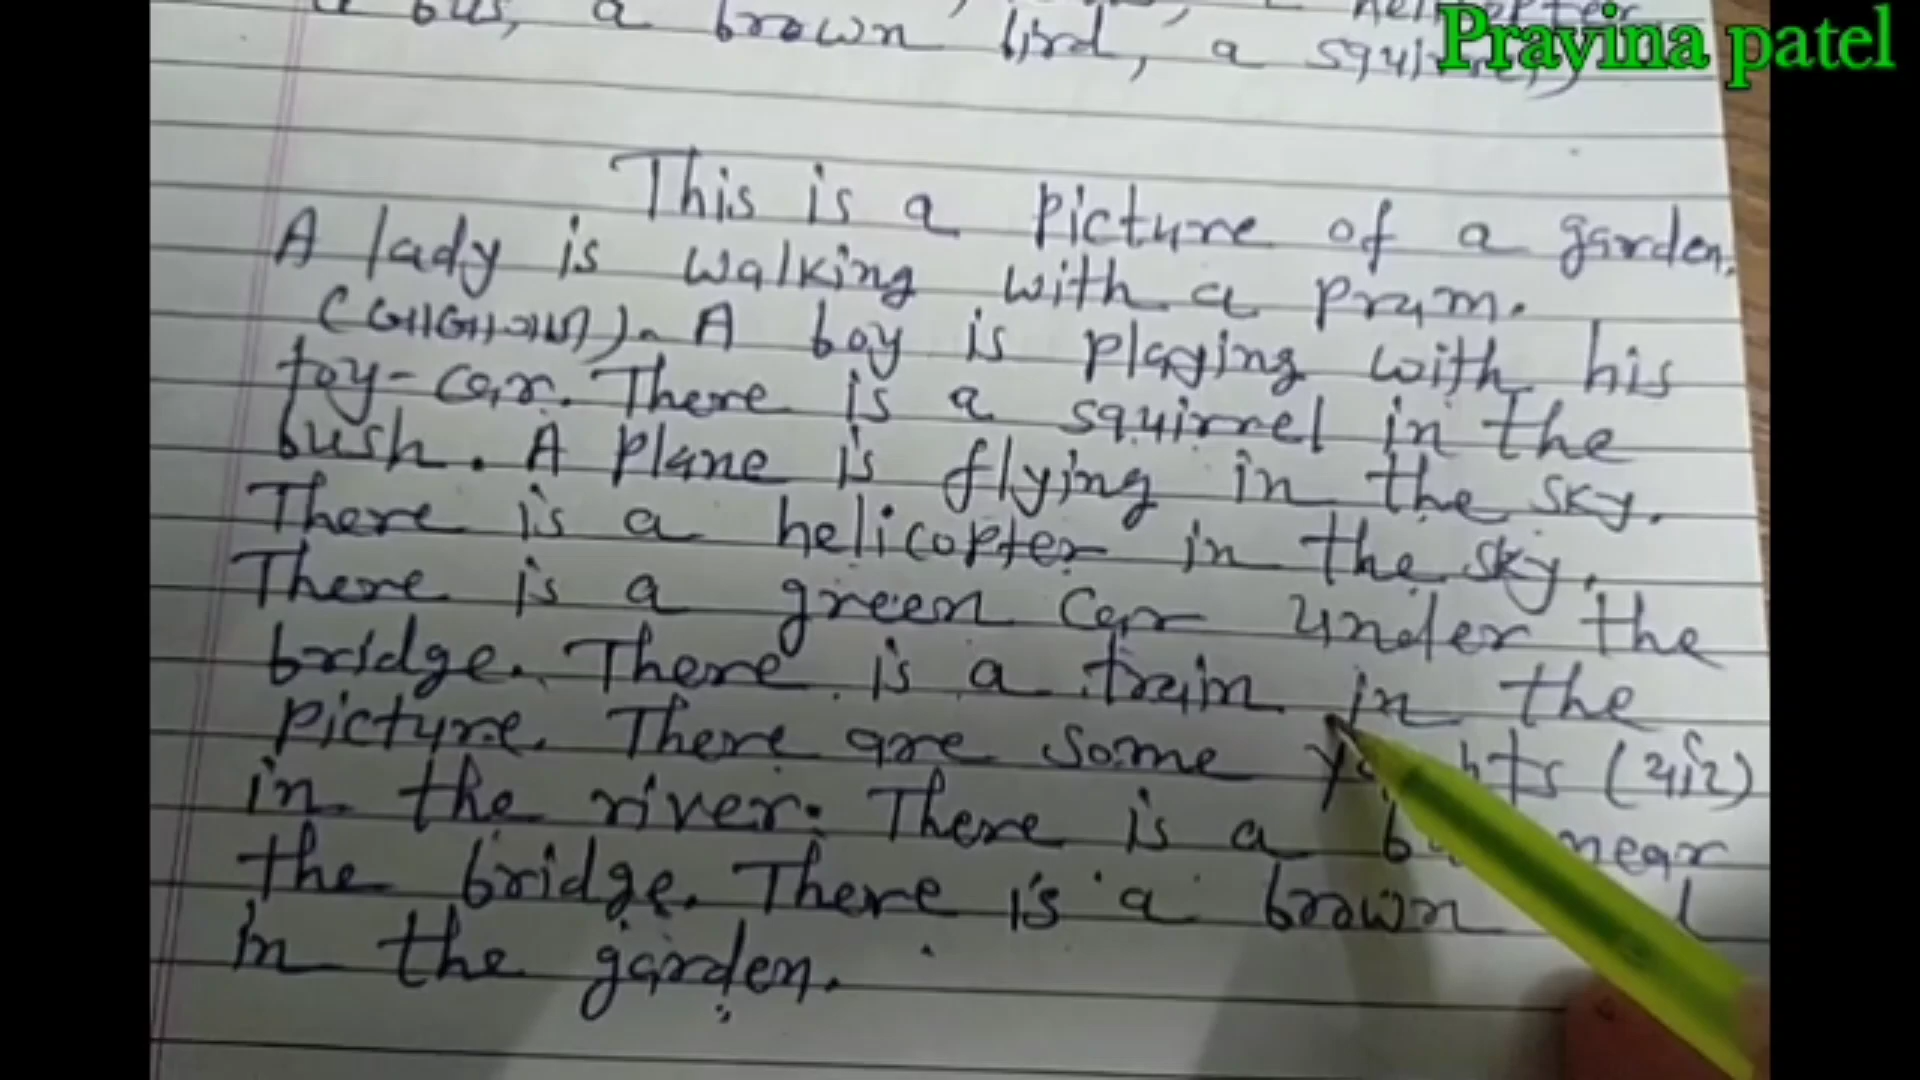 a bus, a brown bird, a squirrel)
Pravina patel
This is a picture of a garden.
A lady is walking with a pram.
(બાબાગાડી). A boy is playing with his
toy-car. There is a squirrel in the
bush. A plane is flying in the sky.
There is a helicopter in the sky.
There is a green car under the
bridge. There is a train in the
picture. There are some (યૉટ)
in the river. There is a near
the bridge. There is a brown
in the garden.